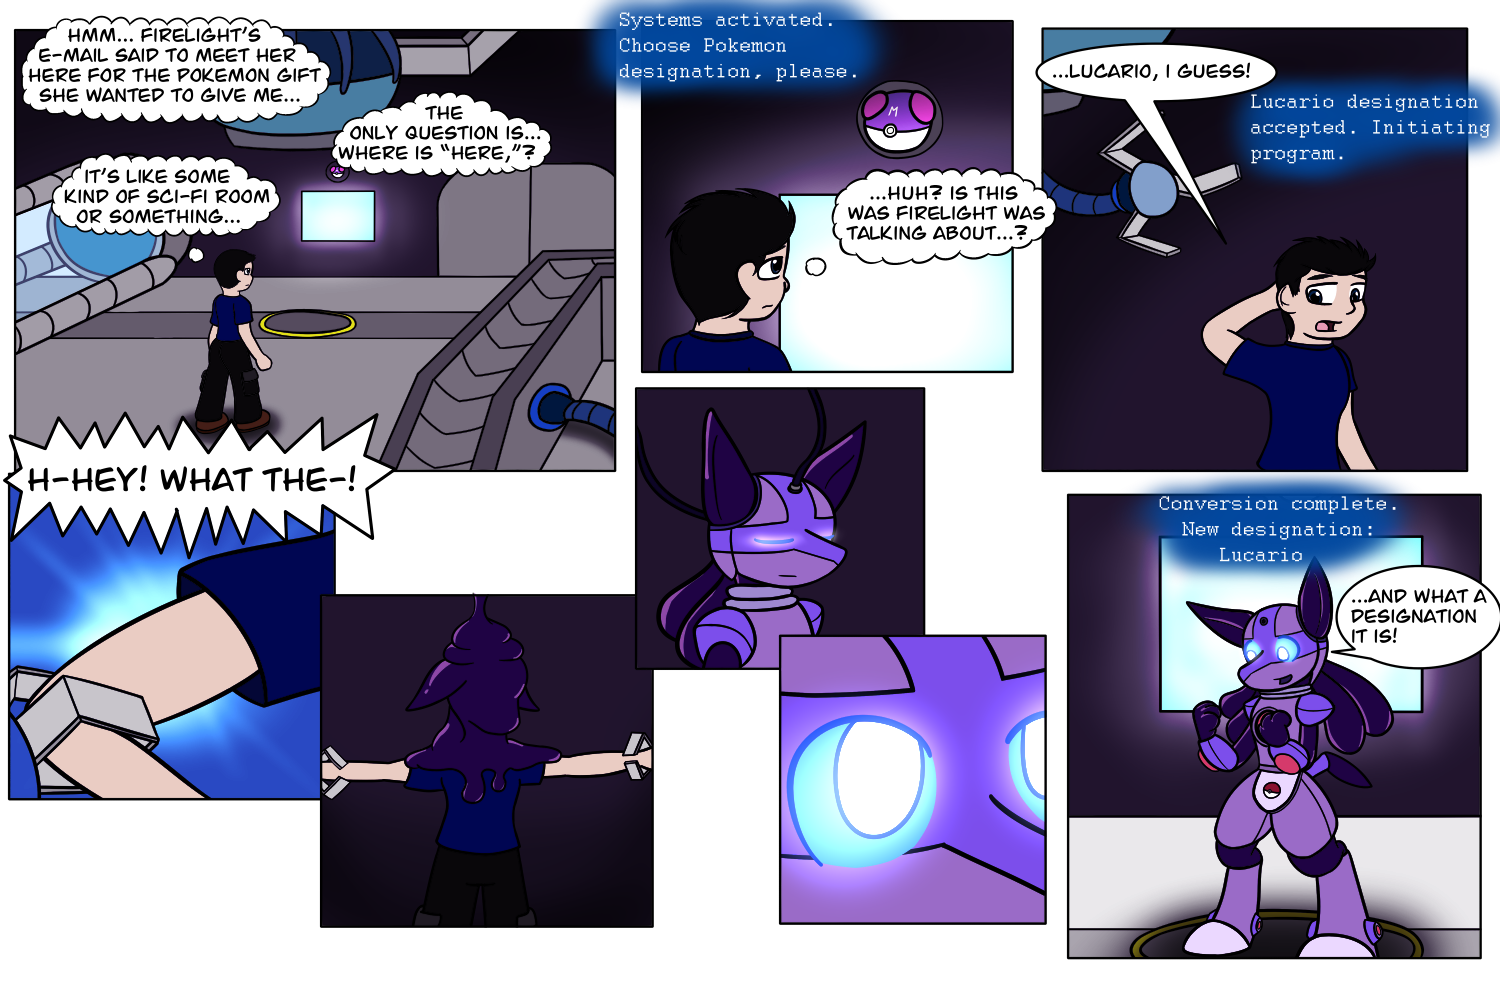 HMM... FIRELIGHT'S
E-MAIL SAID TO MEET HER
HERE FOR THE POKEMON GIFT
SHE WANTED TO GIVE ME...
THE
ONLY QUESTION IS...
WHERE IS "HERE,"?
IT'S LIKE SOME
KIND OF SCI-FI ROOM
OR SOMETHING...
Systems activated.
Choose Pokemon
designation, please.
M
...HUH? IS THIS
WAS FIRELIGHT WAS
TALKING ABOUT...?
...LUCARIO, I GUESS!
Lucario designation
accepted. Initiating
program.
H-HEY! WHAT THE-!
Conversion complete.
New designation:
Lucario
...AND WHAT A
DESIGNATION
IT IS!